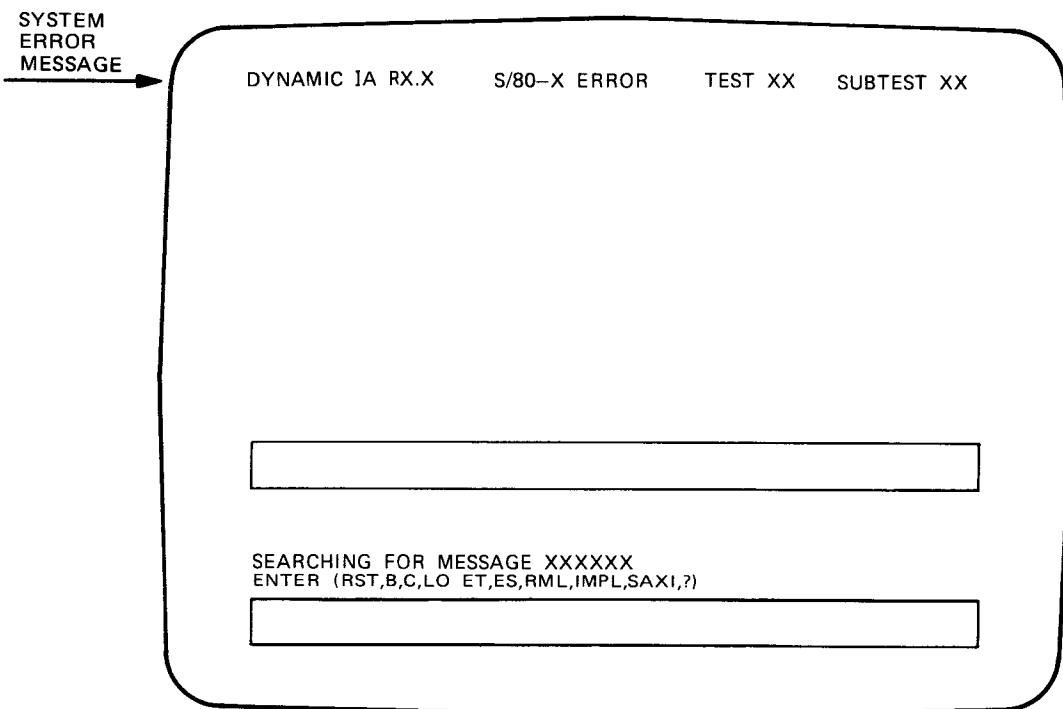 SYSTEM
ERROR
MESSAGE
DYNAMIC IA RX.X S/80-X ERROR TEST XX SUBTEST XX
SEARCHING FOR MESSAGE XXXXXX
ENTER (RST,B,C,LO ET,ES,RML,IMPL,SAXI,?)